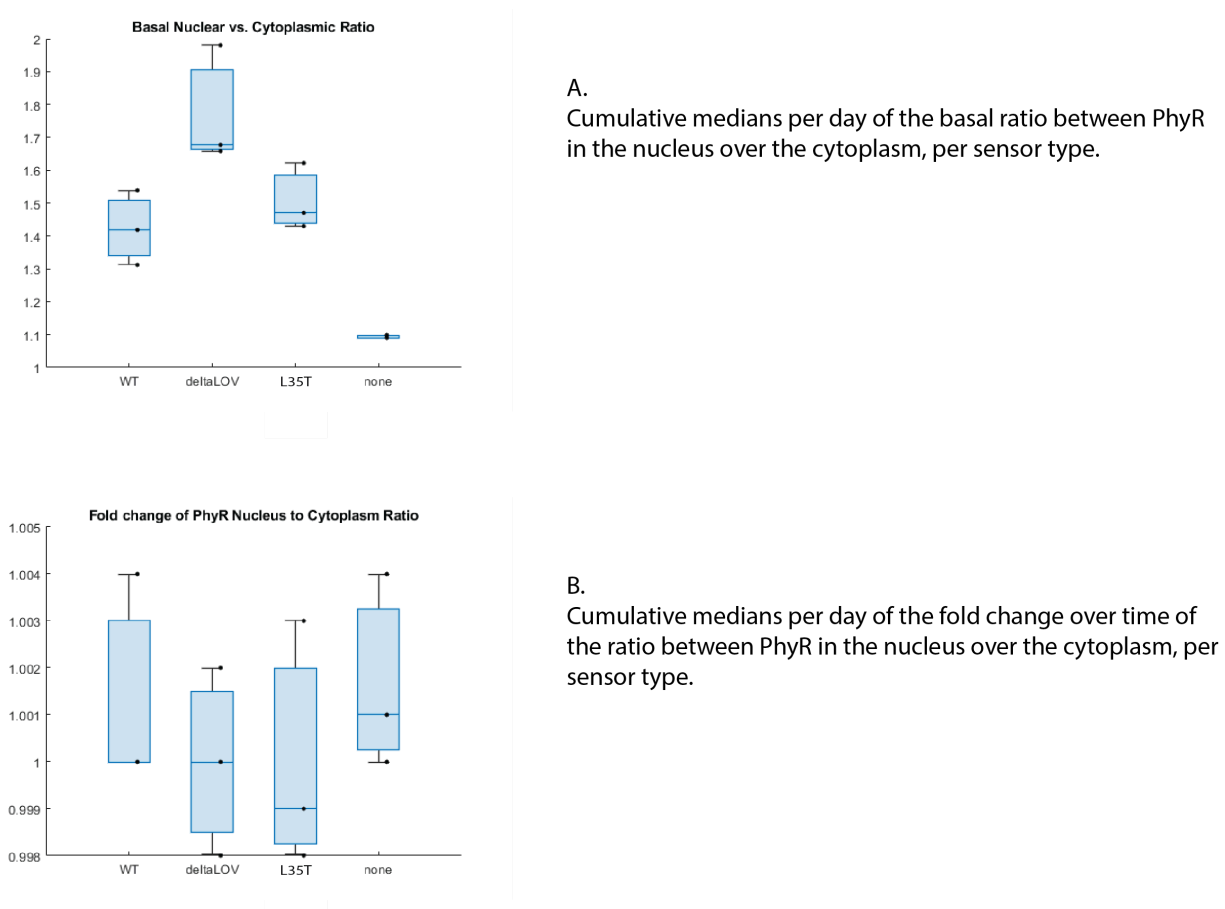 Basal Nuclear vs. Cytoplasmic Ratio
2
1.9
1.8
1.7
1.6
1.5
1.4
1.3
1.2
1.1
1
WT deltaLOV L35T none
A.
Cumulative medians per day of the basal ratio between PhyR
in the nucleus over the cytoplasm, per sensor type.
Fold change of PhyR Nucleus to Cytoplasm Ratio
1.005
1.004
1.003
1.002
1.001
1
0.999
0.998
WT deltaLOV L35T none
B.
Cumulative medians per day of the fold change over time of
the ratio between PhyR in the nucleus over the cytoplasm, per
sensor type.